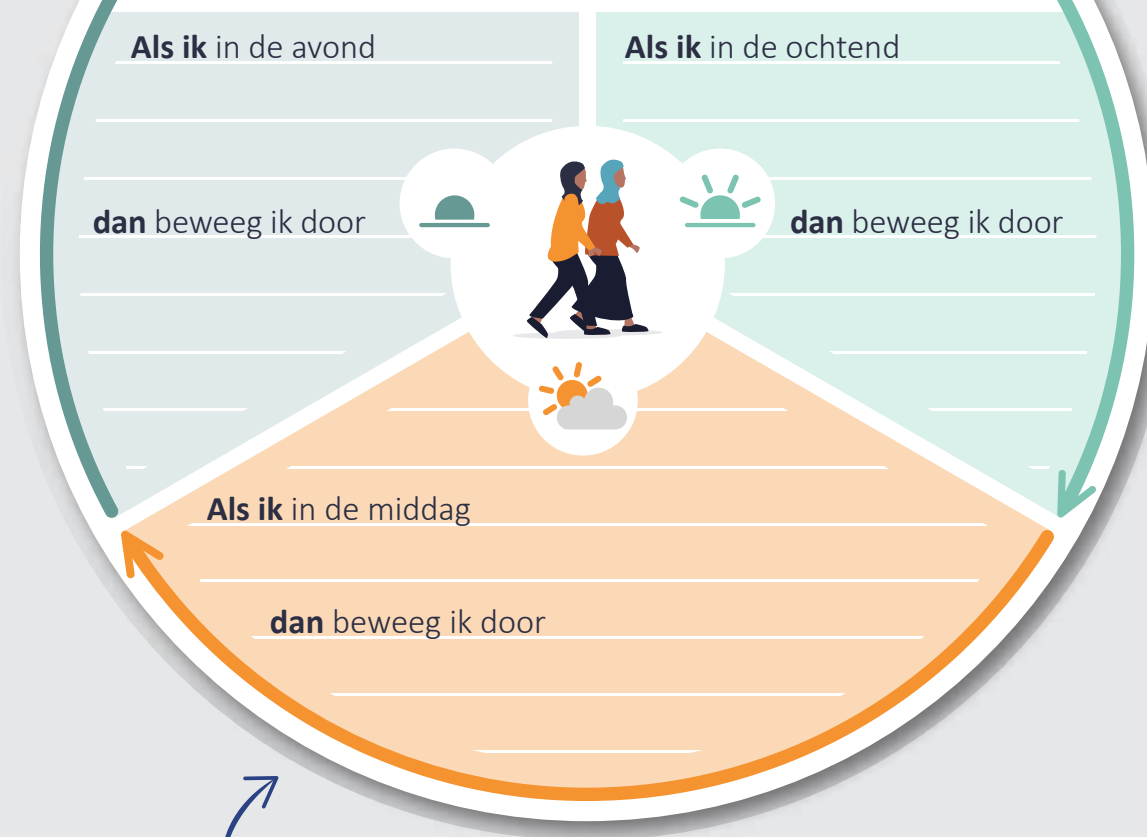 Als ik in de avond
dan beweeg ik door
Als ik in de ochtend
dan beweeg ik door
Als ik in de middag
dan beweeg ik door